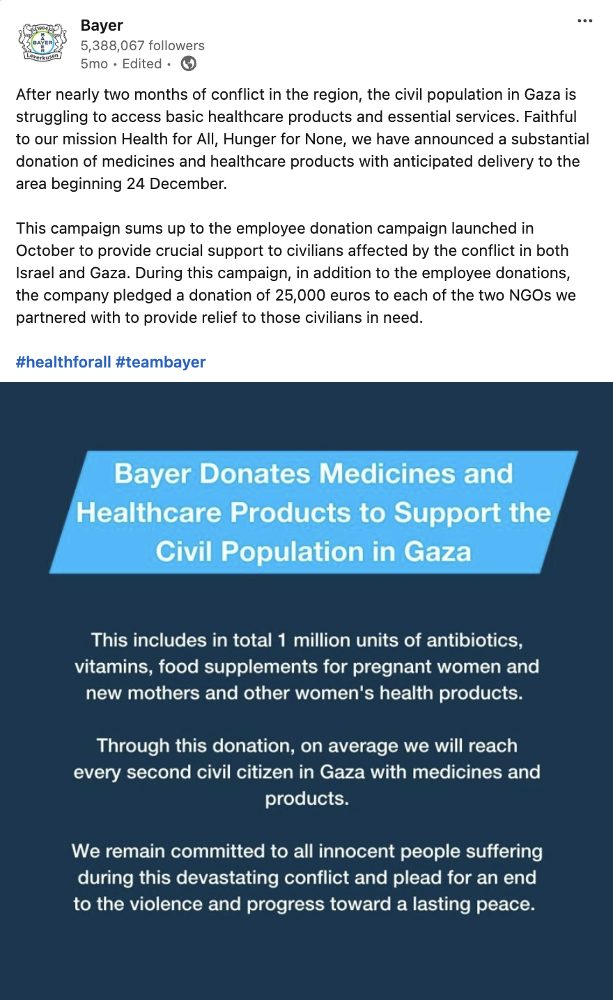 1904
BAYER
BAYER
Leverkusen
Bayer
5,388,067 followers
5mo • Edited •
After nearly two months of conflict in the region, the civil population in Gaza is
struggling to access basic healthcare products and essential services. Faithful
to our mission Health for All, Hunger for None, we have announced a substantial
donation of medicines and healthcare products with anticipated delivery to the
area beginning 24 December.
This campaign sums up to the employee donation campaign launched in
October to provide crucial support to civilians affected by the conflict in both
Israel and Gaza. During this campaign, in addition to the employee donations,
the company pledged a donation of 25,000 euros to each of the two NGOs we
partnered with to provide relief to those civilians in need.
#healthforall #teambayer
Bayer Donates Medicines and
Healthcare Products to Support the
Civil Population in Gaza
This includes in total 1 million units of antibiotics,
vitamins, food supplements for pregnant women and
new mothers and other women's health products.
Through this donation, on average we will reach
every second civil citizen in Gaza with medicines and
products.
We remain committed to all innocent people suffering
during this devastating conflict and plead for an end
to the violence and progress toward a lasting peace.